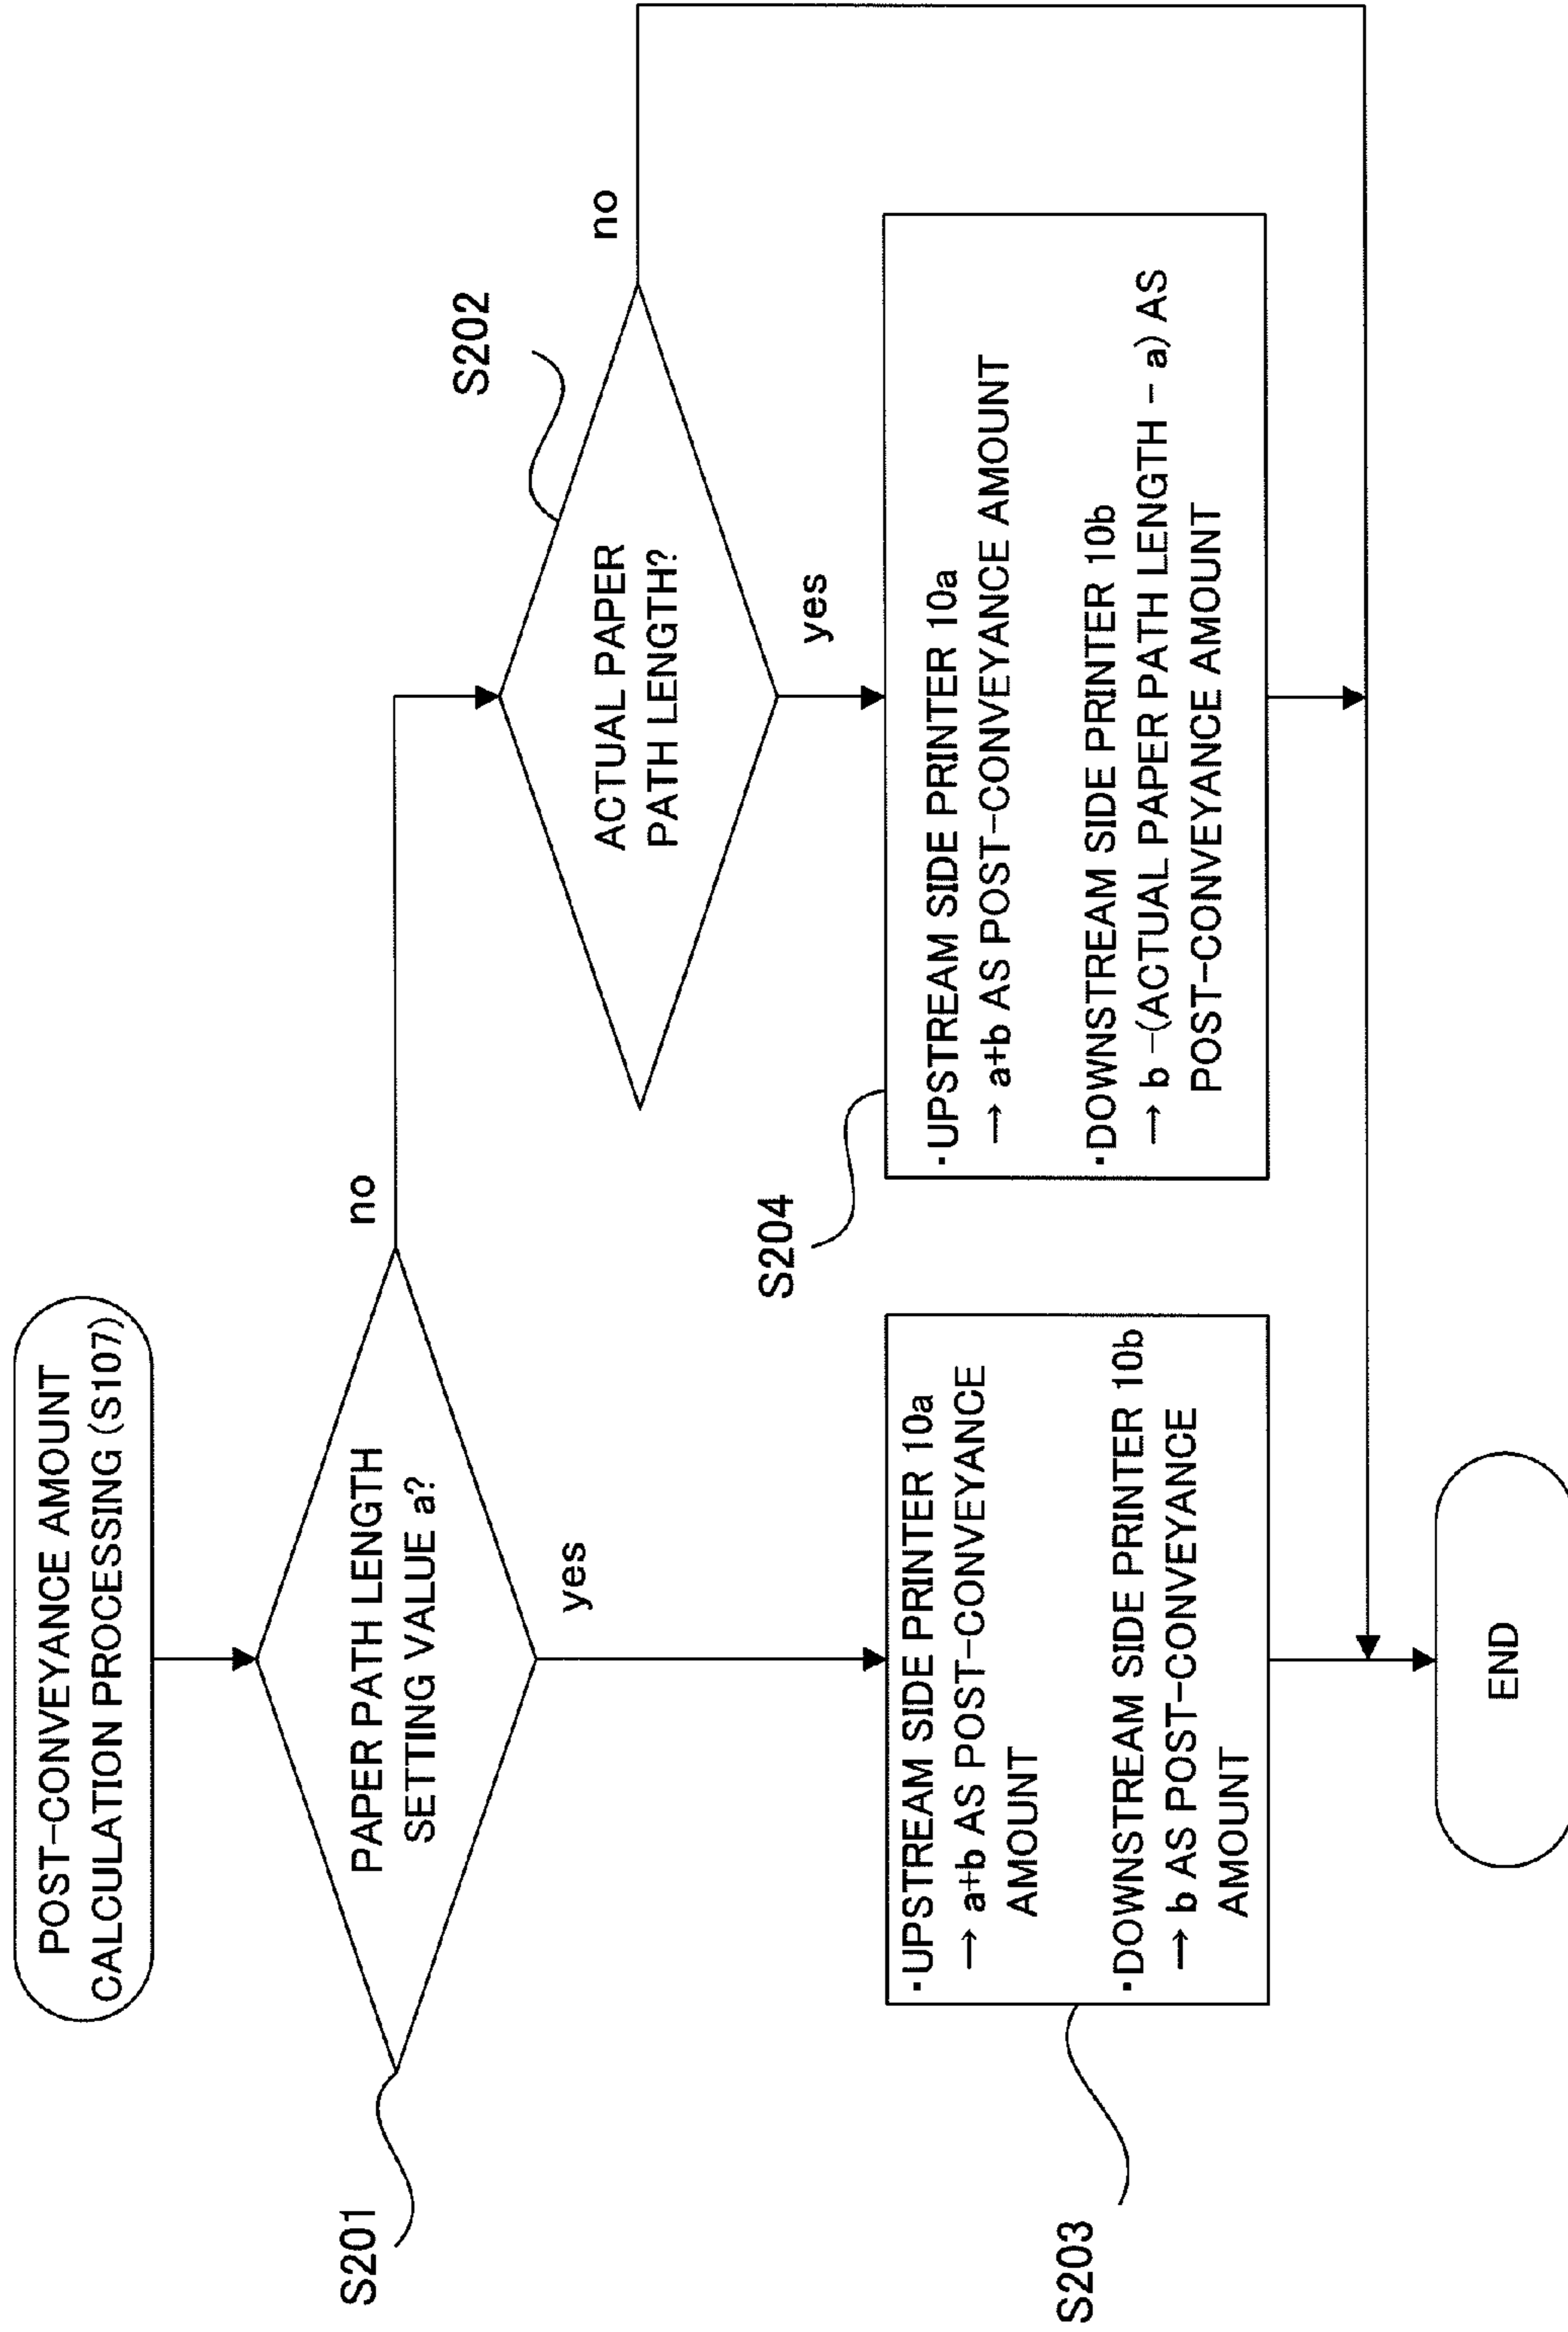 POST-CONVEYANCE AMOUNT
CALCULATION PROCESSING (S107)
S201
PAPER PATH LENGTH
SETTING VALUE a?
no
yes
S202
ACTUAL PAPER
PATH LENGTH?
no
yes
S203
・UPSTREAM SIDE PRINTER 10a
→ a+b AS POST-CONVEYANCE
AMOUNT
・DOWNSTREAM SIDE PRINTER 10b
→ b AS POST-CONVEYANCE
AMOUNT
S204
・UPSTREAM SIDE PRINTER 10a
→ a+b AS POST-CONVEYANCE AMOUNT
・DOWNSTREAM SIDE PRINTER 10b
→ b -(ACTUAL PAPER PATH LENGTH - a) AS
POST-CONVEYANCE AMOUNT
END